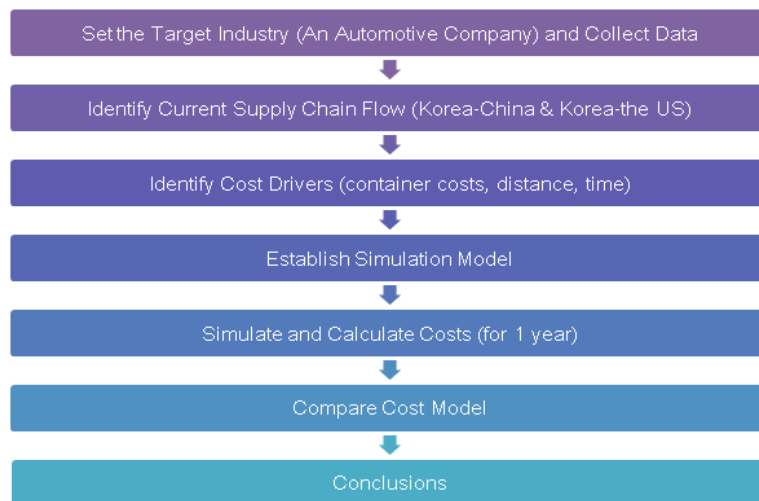 Set the Target Industry (An Automotive Company) and Collect Data
Identify Current Supply Chain Flow (Korea-China & Korea-the US)
Identify Cost Drivers (container costs, distance, time)
Establish Simulation Model
Simulate and Calculate Costs (for 1 year)
Compare Cost Model
Conclusions